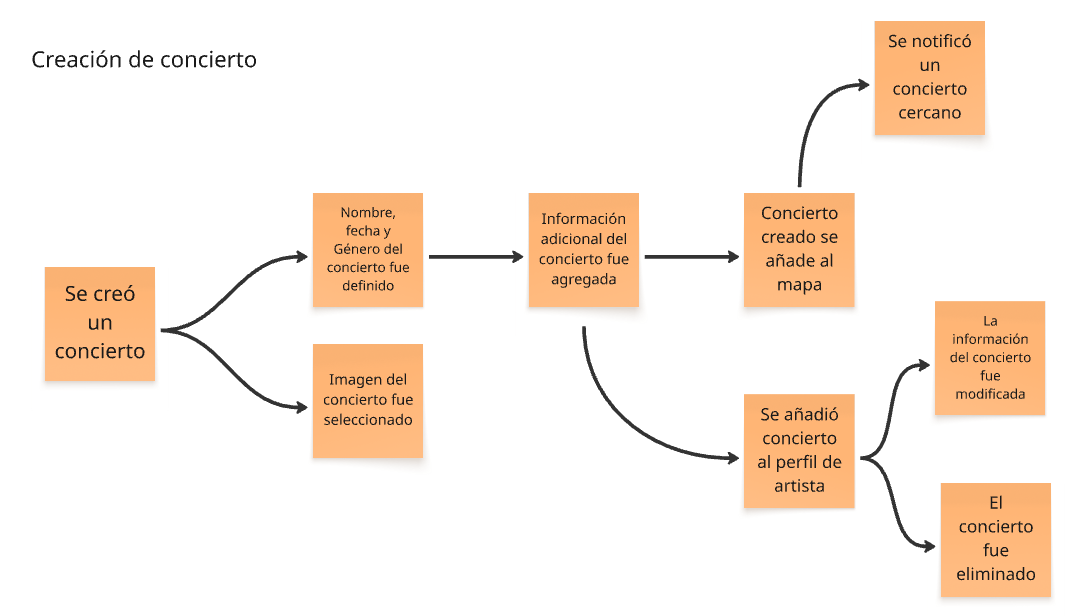 Creación de concierto
Se notificó
un
concierto
cercano
Nombre,
fecha y
Género del
concierto fue
definido
Información
adicional del
concierto fue
agregada
Concierto
creado se
añade al
mapa
Se creó
un
concierto
Imagen del
concierto fue
seleccionado
La
información
del concierto
fue
modificada
Se añadió
concierto
al perfil de
artista
El
concierto
fue
eliminado